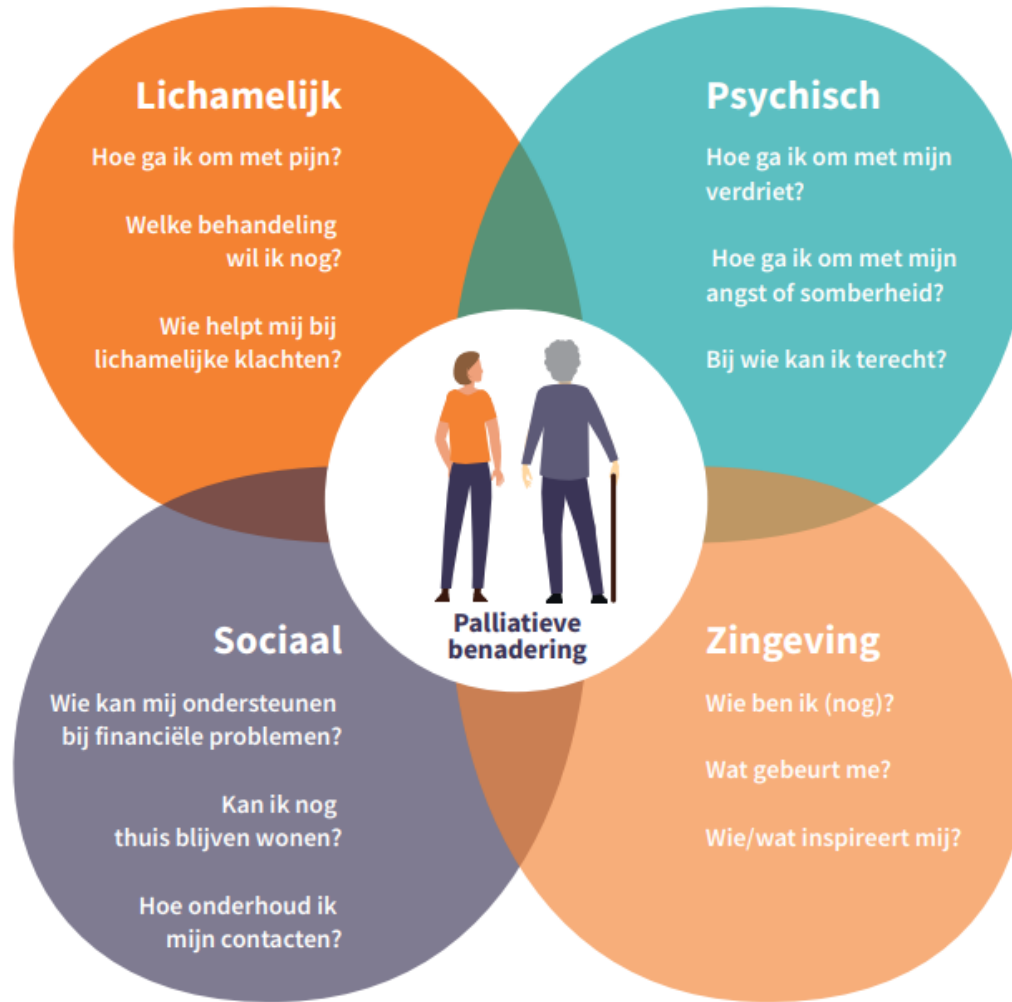 Lichamelijk
Hoe ga ik om met pijn?
Welke behandeling
wil ik nog?
Wie helpt mij bij
lichamelijke klachten?
Psychisch
Hoe ga ik om met mijn
verdriet?
Hoe ga ik om met mijn
angst of somberheid?
Bij wie kan ik terecht?
Palliatieve
benadering
Sociaal
Wie kan mij ondersteunen
bij financiële problemen?
Kan ik nog
thuis blijven wonen?
Hoe onderhoud ik
mijn contacten?
Zingeving
Wie ben ik (nog)?
Wat gebeurt me?
Wie/wat inspireert mij?